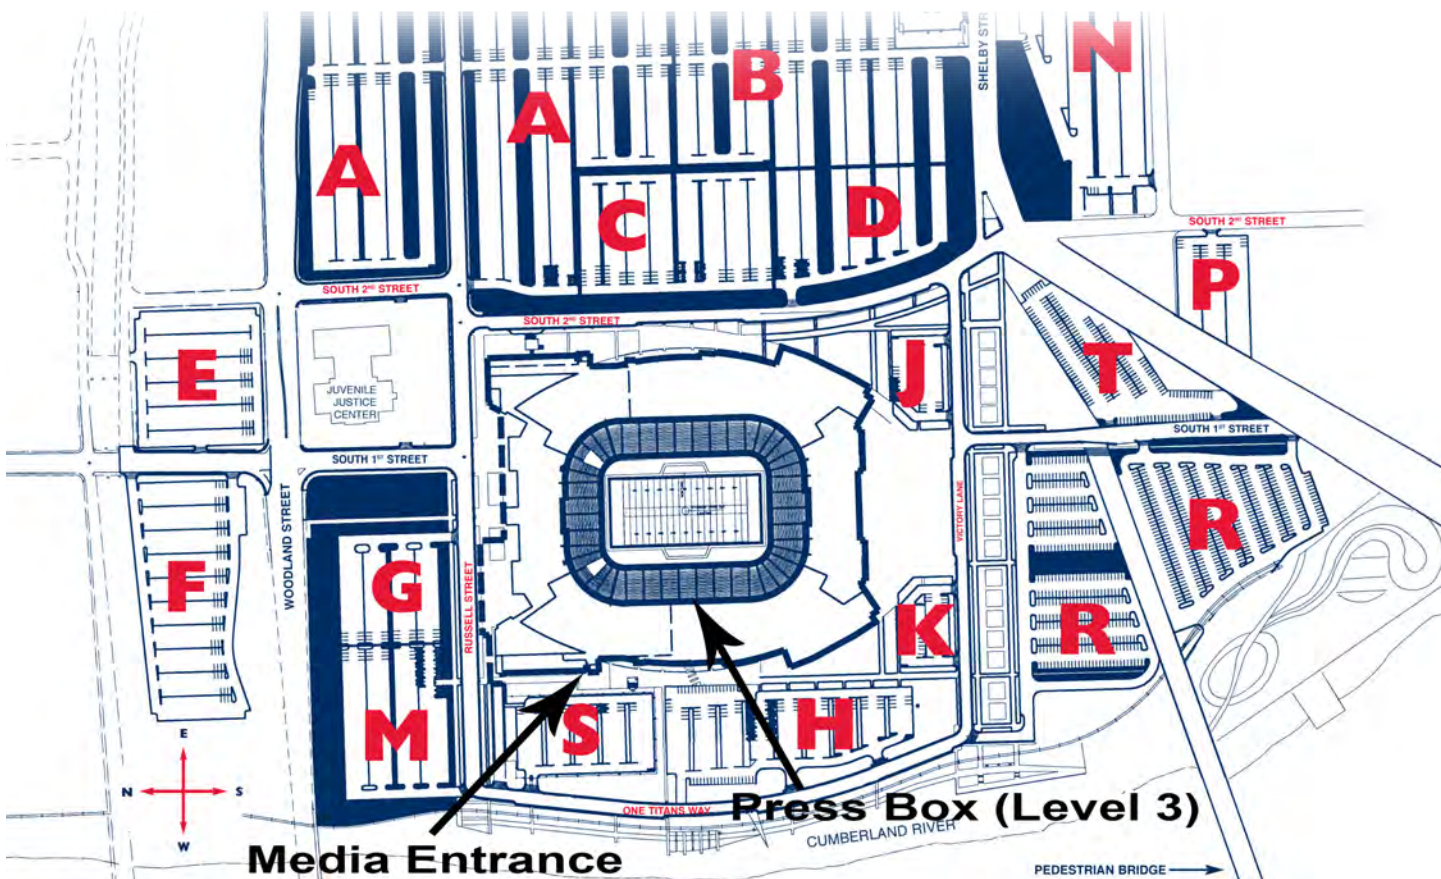 N
SHELBY STR
B
A
A
C
D
SOUTH 2ND STREET
P
SOUTH 2ND STREET
SOUTH 2ND STREET
E
JUVENILE
JUSTICE
CENTER
J
T
SOUTH 1ST STREET
SOUTH 1ST STREET
WOODLAND STREET
VICTORY LANE
R
F
G
RUSSELL STREET
K
R
M
S
H
E
N
S
W
ONE TITANS WAY
Press Box (Level 3)
CUMBERLAND RIVER
Media Entrance
PEDESTRIAN BRIDGE